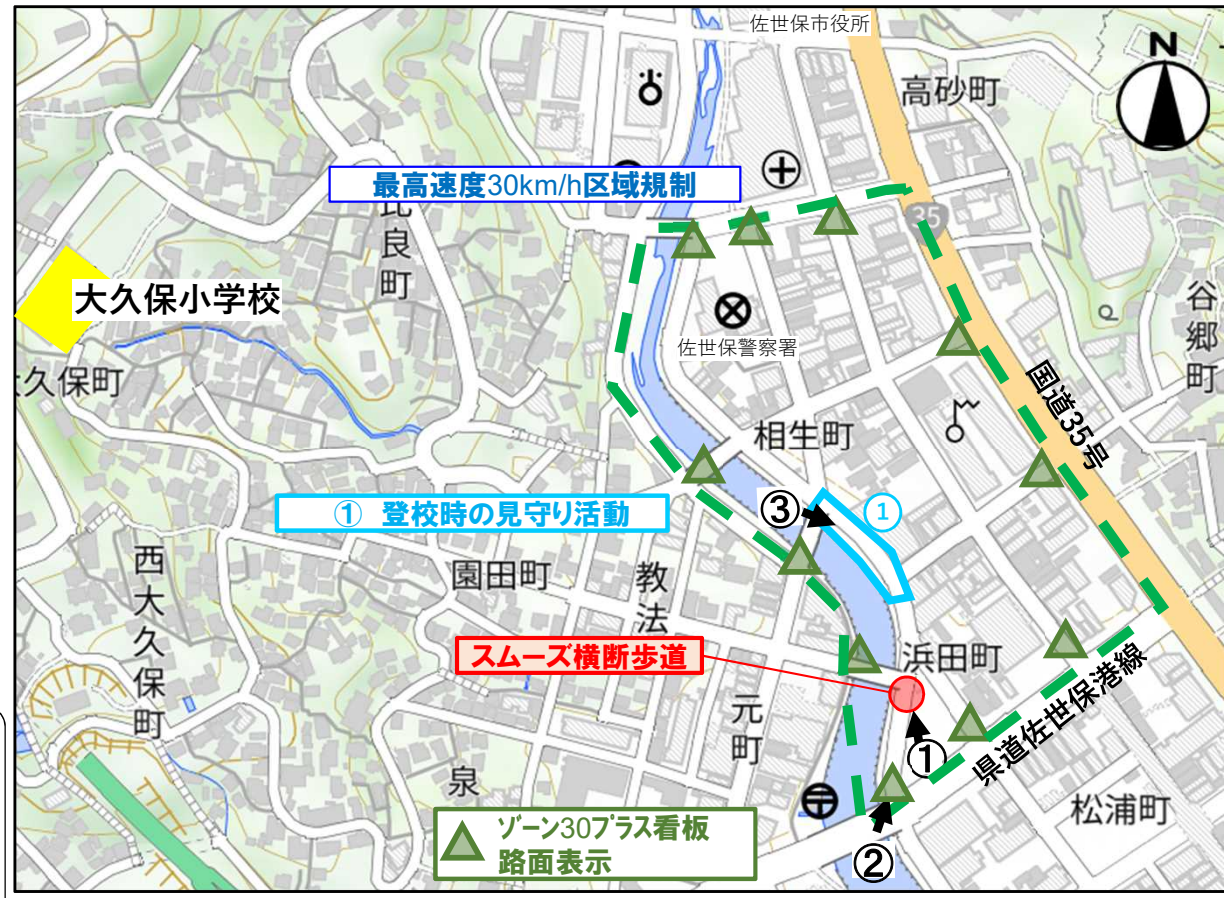 佐世保市役所
N
高砂町
最高速度30km/h区域規制
比良町
35
大久保小学校
谷郷町
佐世保警察署
大久保町
国道35号
相生町
③
①
① 登校時の見守り活動
西大久保町
園田町
教法
スムーズ横断歩道
浜田町
元町
①
県道佐世保港線
泉
松浦町
ゾーン30プラス看板
路面表示
②